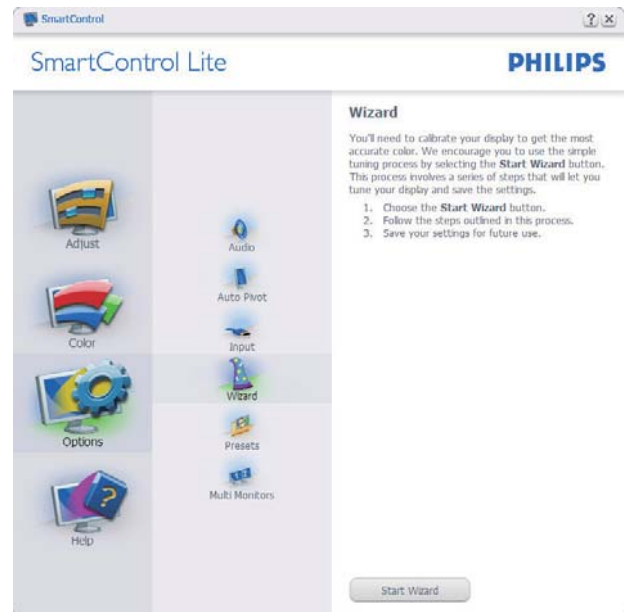 SmartControl
SmartControl Lite
PHILIPS
Adjust
Color
Options
Help
Audio
Auto Pivot
Input
Wizard
Presets
Multi Monitors
Wizard
You'll need to calibrate your display to get the most
accurate color. We encourage you to use the simple
tuning process by selecting the Start Wizard button.
This process involves a series of steps that will let you
tune your display and save the settings.
1. Choose the Start Wizard button.
2. Follow the steps outlined in this process.
3. Save your settings for future use.
Start Wizard